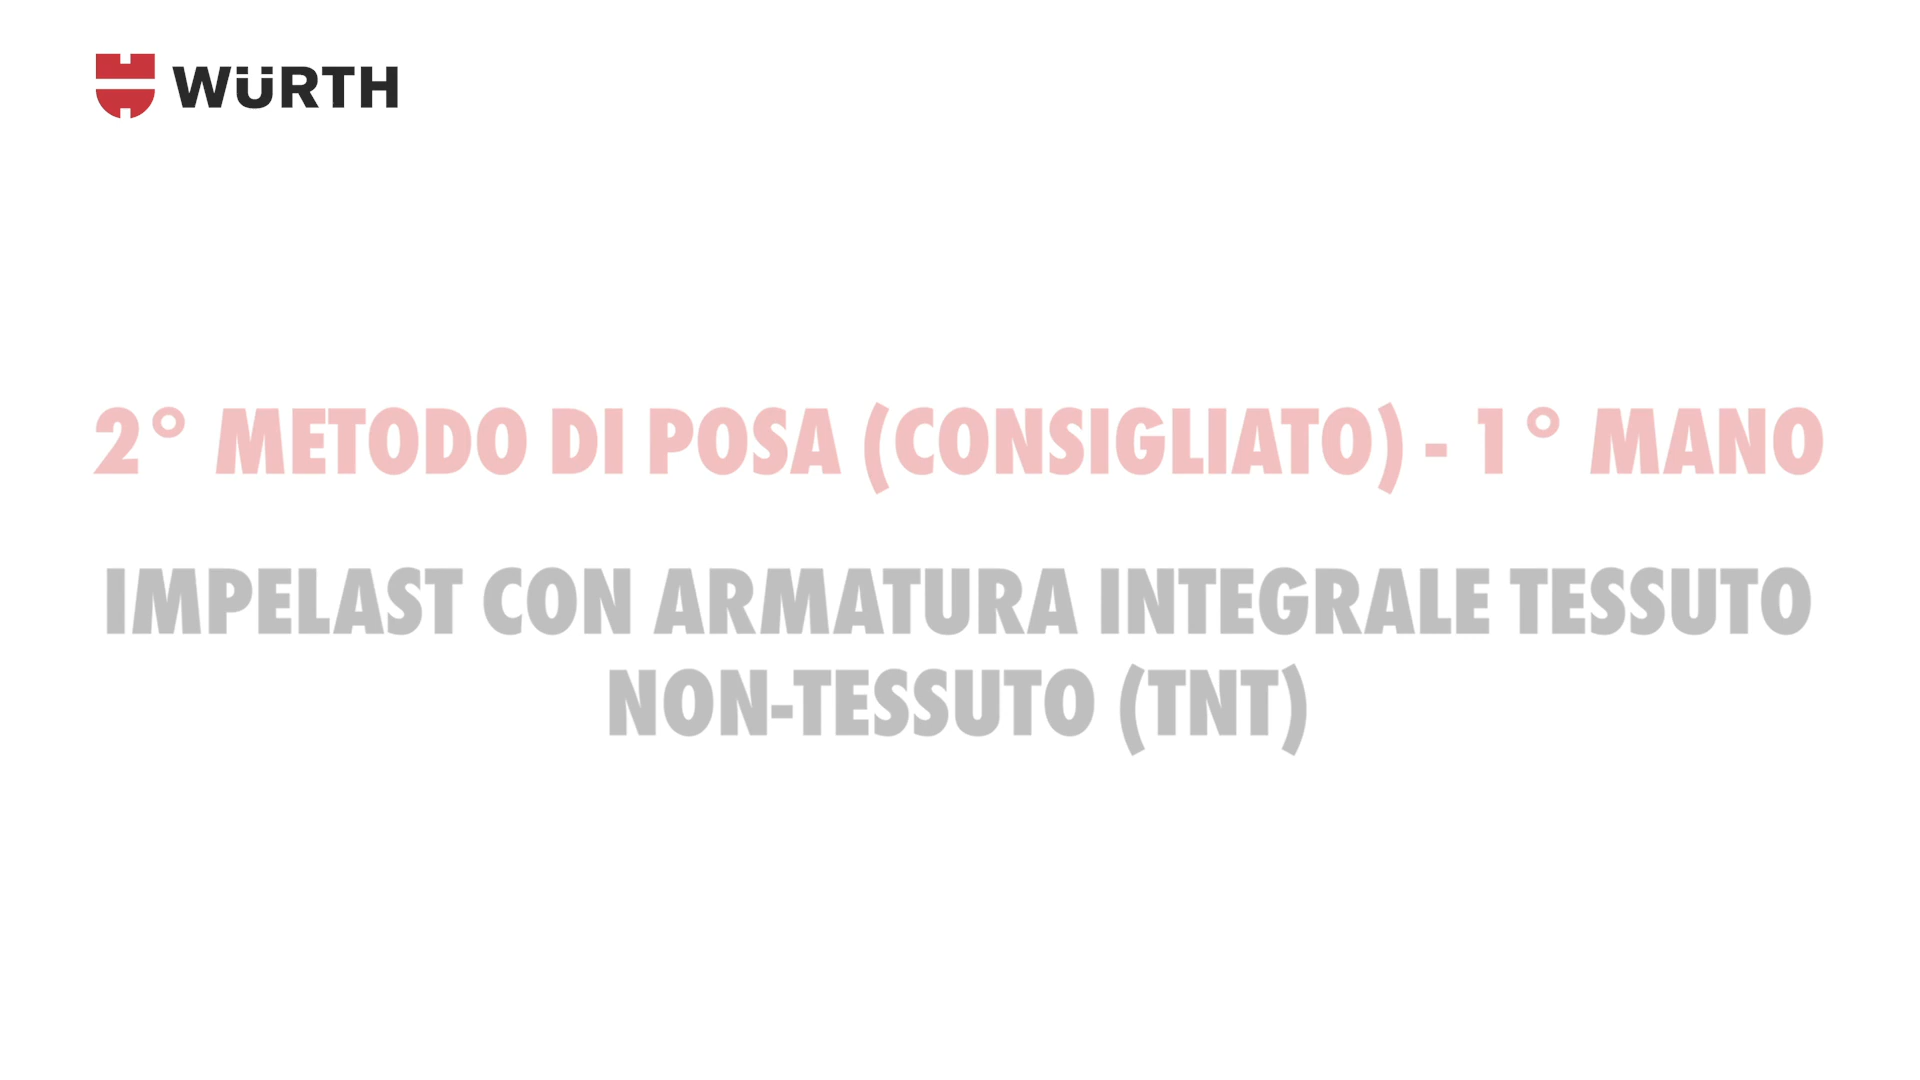 WÜRTH
2° METODO DI POSA (CONSIGLIATO) - 1° MANO
IMPELAST CON ARMATURA INTEGRALE TESSUTO
NON-TESSUTO (TNT)